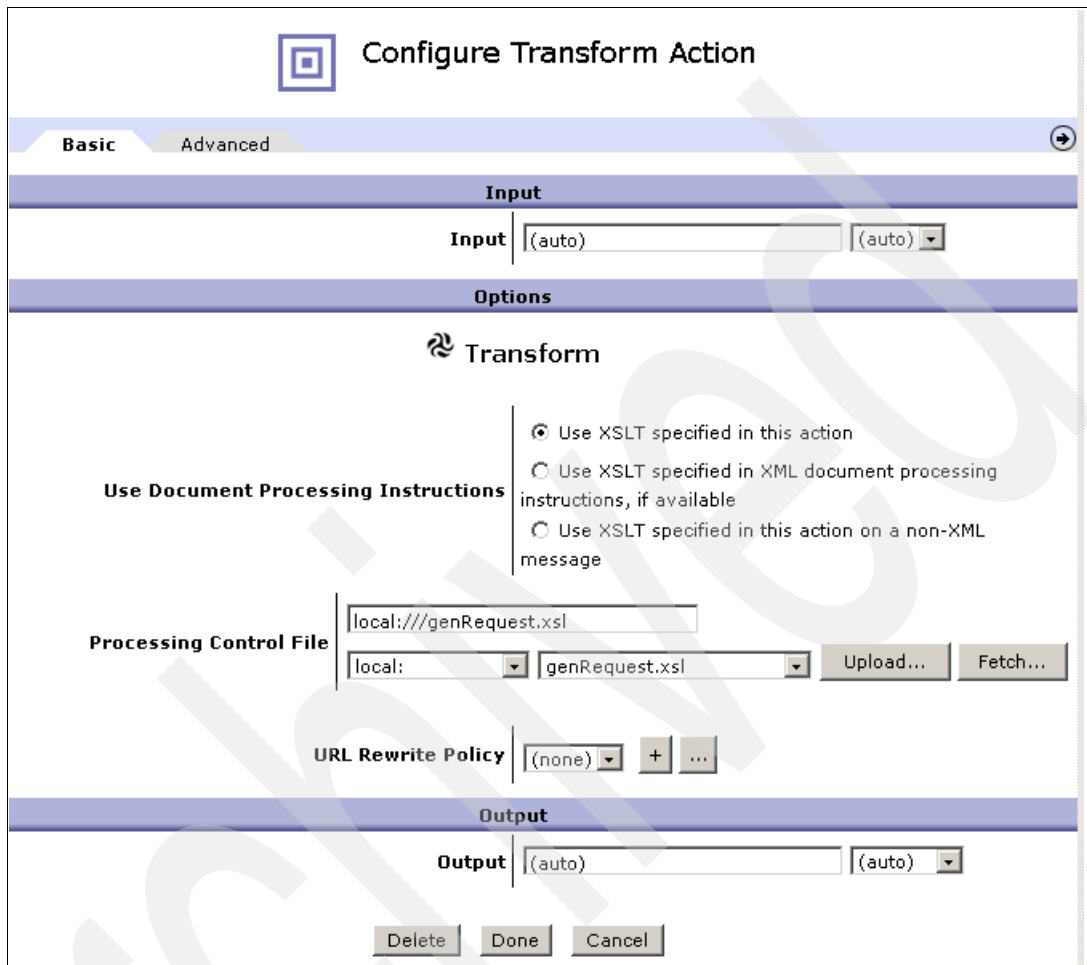 Configure Transform Action
Basic Advanced
Input
Input (auto) (auto)
Options
Transform
Use Document Processing Instructions
Use XSLT specified in this action
Use XSLT specified in XML document processing
instructions, if available
Use XSLT specified in this action on a non-XML
message
Processing Control File
local:///genRequest.xsl
local: genRequest.xsl Upload... Fetch...
URL Rewrite Policy (none) + ...
Output
Output (auto) (auto)
Delete Done Cancel